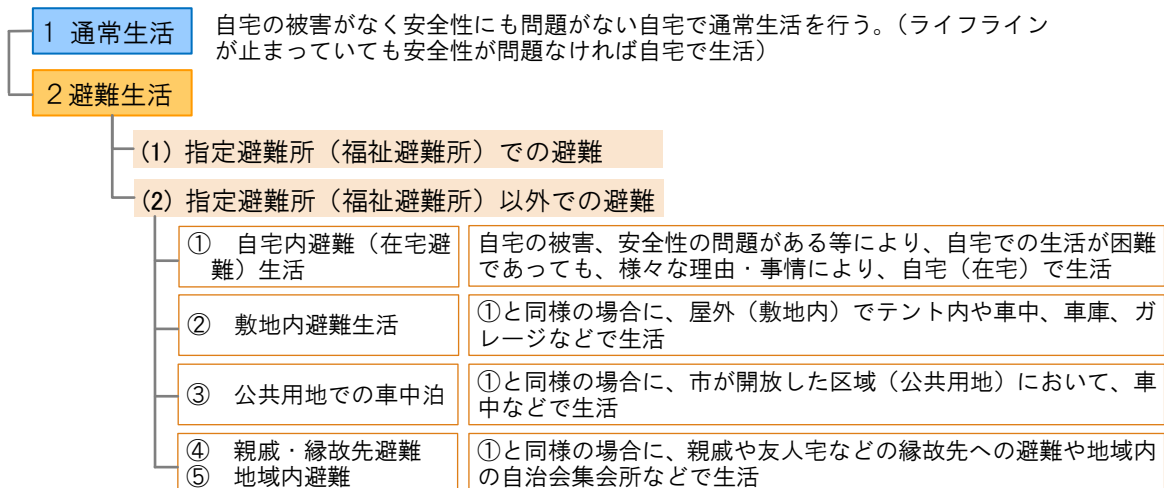 1 通常生活
自宅の被害がなく安全性にも問題がない自宅で通常生活を行う。（ライフライン
が止まっていても安全性が問題なければ自宅で生活）
２避難生活
(1) 指定避難所（福祉避難所）での避難
(2) 指定避難所（福祉避難所）以外での避難
① 自宅内避難（在宅避
難）生活
自宅の被害、安全性の問題がある等により、自宅での生活が困難
であっても、様々な理由・事情により、自宅（在宅）で生活
② 敷地内避難生活
①と同様の場合に、屋外（敷地内）でテント内や車中、車庫、ガ
レージなどで生活
③ 公共用地での車中泊
①と同様の場合に、市が開放した区域（公共用地）において、車
中などで生活
④ 親戚・縁故先避難
⑤ 地域内避難
①と同様の場合に、親戚や友人宅などの縁故先への避難や地域内
の自治会集会所などで生活